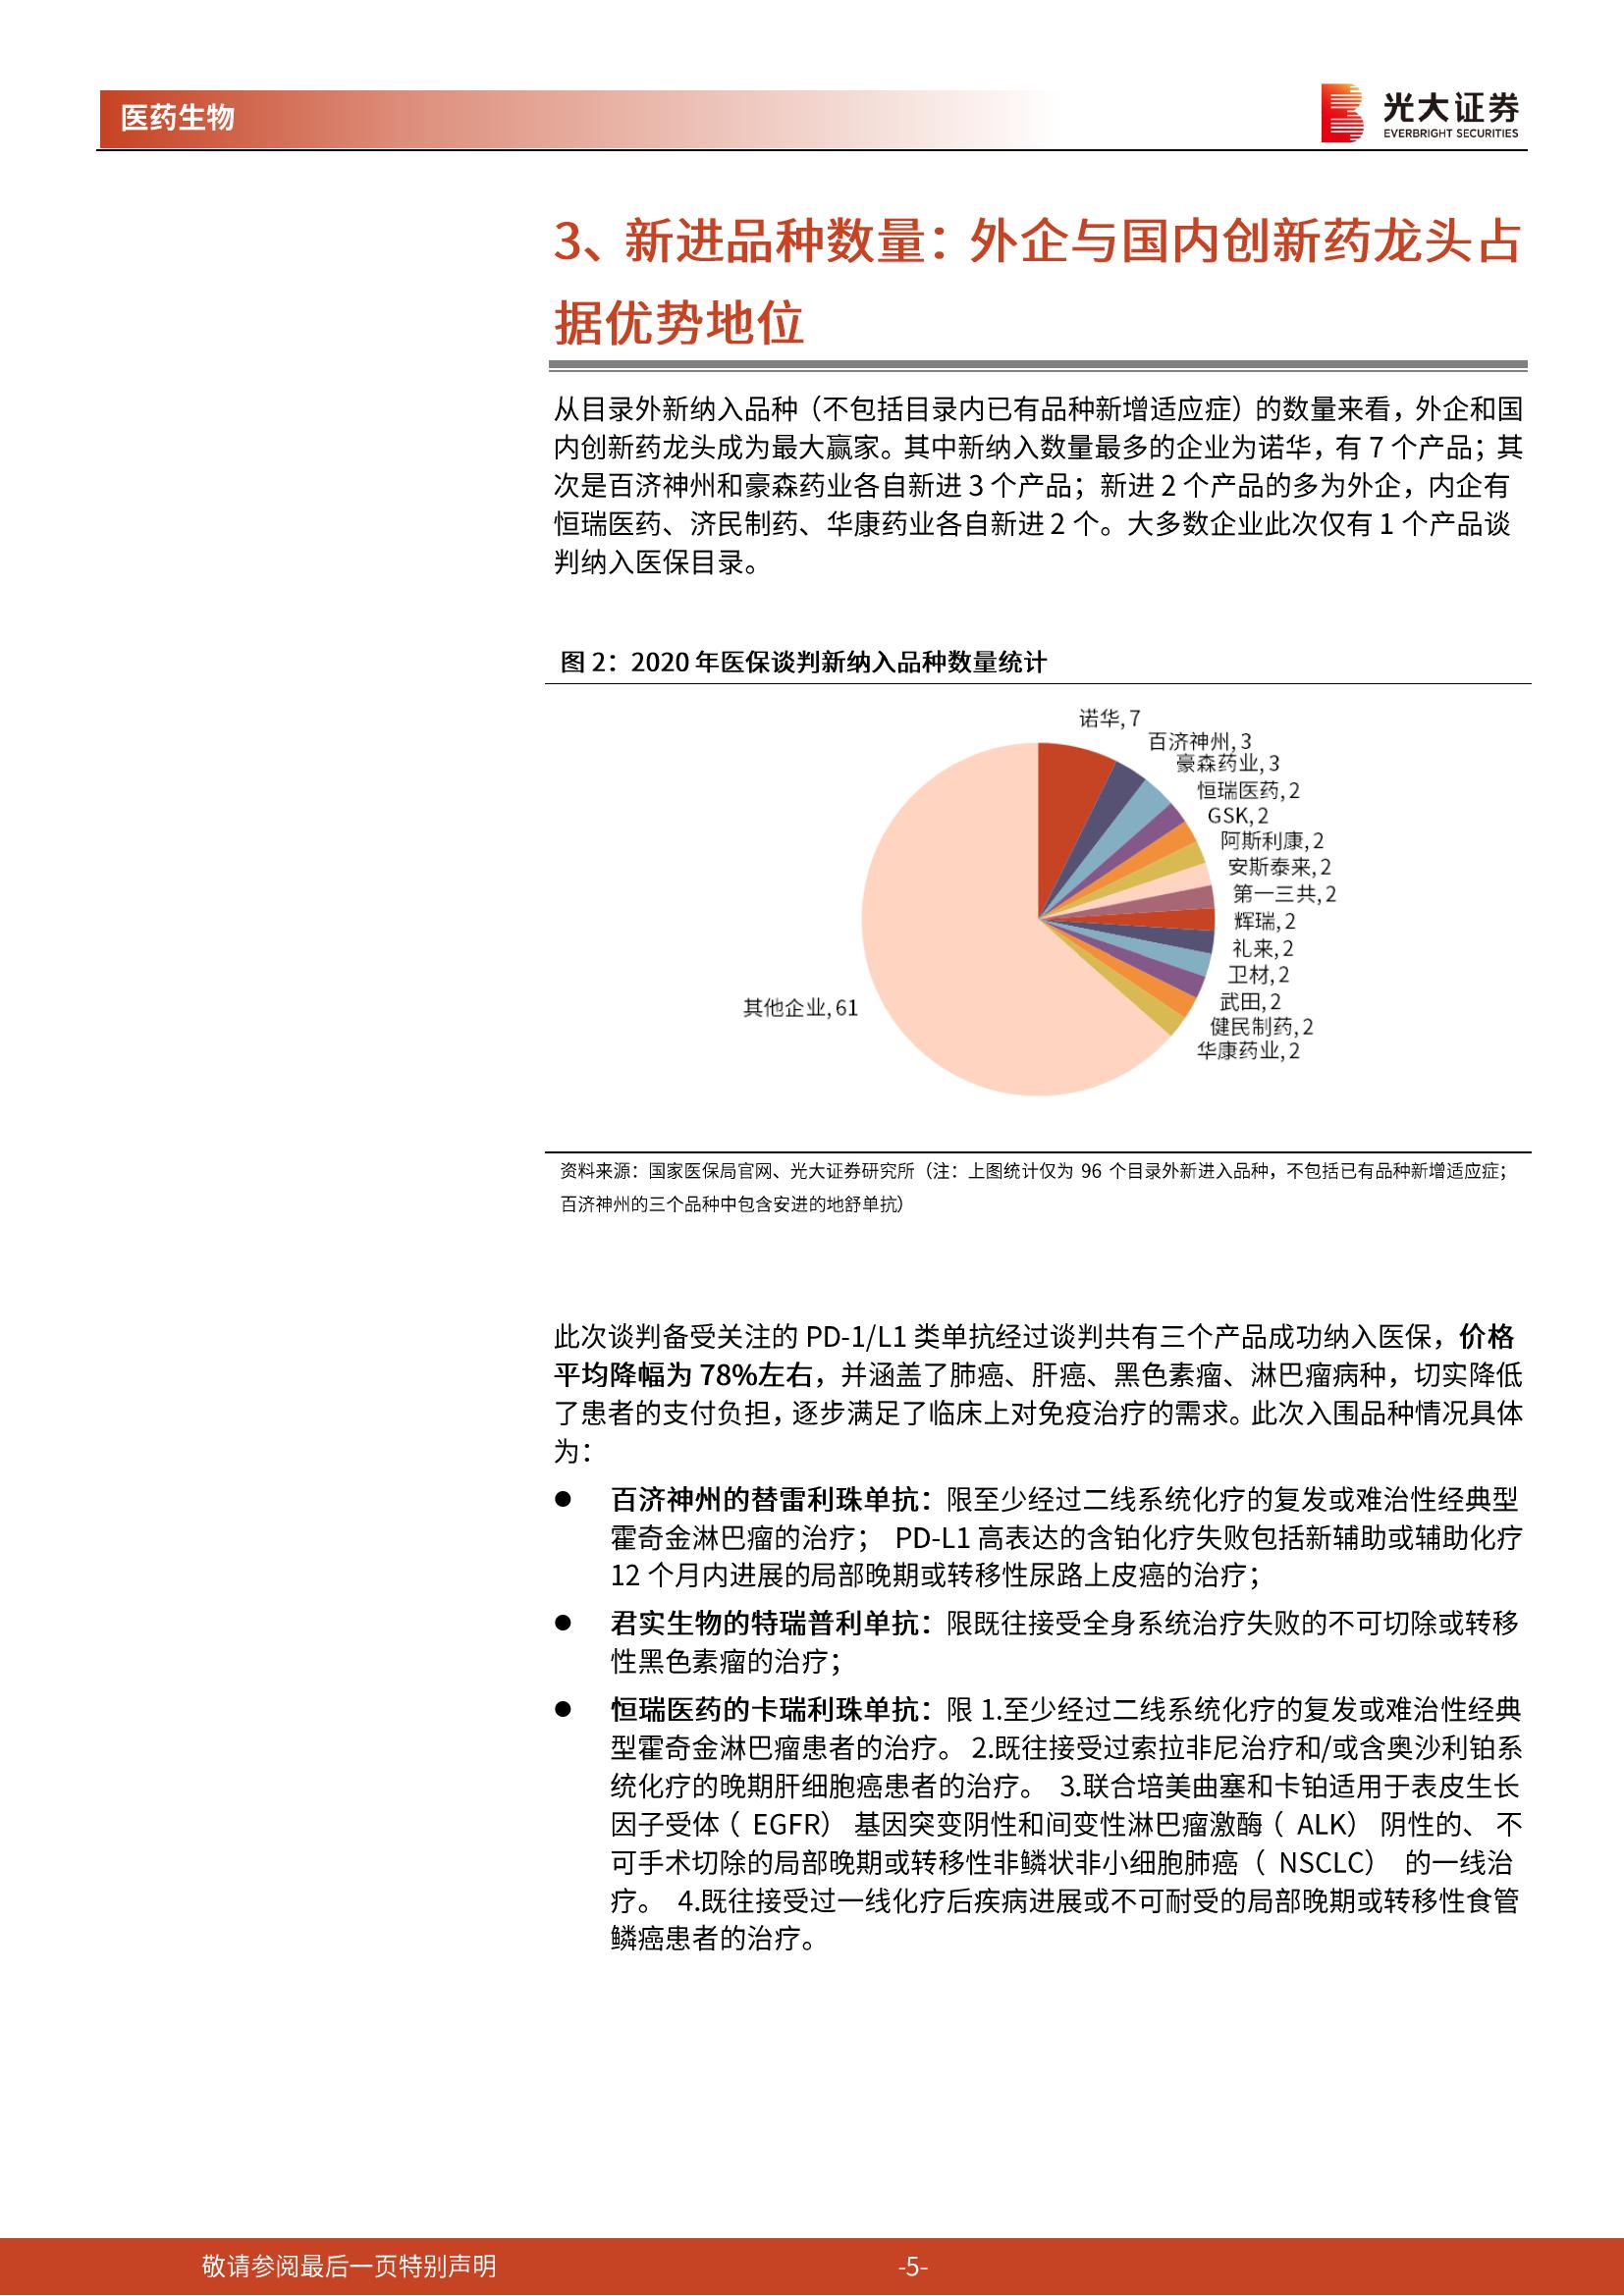 医药生物
光大证券
EVERBRIGHT SECURITIES
3、新进品种数量：外企与国内创新药龙头占
据优势地位
从目录外新纳入品种（不包括目录内已有品种新增适应症）的数量来看，外企和国
内创新药龙头成为最大赢家。其中新纳入数量最多的企业为诺华，有 7 个产品；其
次是百济神州和豪森药业各自新进 3 个产品；新进 2 个产品的多为外企，内企有
恒瑞医药、济民制药、华康药业各自新进 2 个。大多数企业此次仅有 1 个产品谈
判纳入医保目录。
图 2：2020 年医保谈判新纳入品种数量统计
诺华, 7
百济神州, 3
豪森药业, 3
恒瑞医药, 2
GSK, 2
阿斯利康, 2
安斯泰来, 2
第一三共, 2
辉瑞, 2
礼来, 2
卫材, 2
武田, 2
健民制药, 2
华康药业, 2
其他企业, 61
资料来源：国家医保局官网、光大证券研究所（注：上图统计仅为 96 个目录外新进入品种，不包括已有品种新增适应症；
百济神州的三个品种中包含安进的地舒单抗）
此次谈判备受关注的 PD-1/L1 类单抗经过谈判共有三个产品成功纳入医保，价格
平均降幅为 78%左右，并涵盖了肺癌、肝癌、黑色素瘤、淋巴瘤病种，切实降低
了患者的支付负担，逐步满足了临床上对免疫治疗的需求。此次入围品种情况具体
为：
● 百济神州的替雷利珠单抗：限至少经过二线系统化疗的复发或难治性经典型
霍奇金淋巴瘤的治疗； PD-L1 高表达的含铂化疗失败包括新辅助或辅助化疗
12 个月内进展的局部晚期或转移性尿路上皮癌的治疗；
● 君实生物的特瑞普利单抗：限既往接受全身系统治疗失败的不可切除或转移
性黑色素瘤的治疗；
● 恒瑞医药的卡瑞利珠单抗：限 1.至少经过二线系统化疗的复发或难治性经典
型霍奇金淋巴瘤患者的治疗。 2.既往接受过索拉非尼治疗和/或含奥沙利铂系
统化疗的晚期肝细胞癌患者的治疗。 3.联合培美曲塞和卡铂适用于表皮生长
因子受体（ EGFR） 基因突变阴性和间变性淋巴瘤激酶（ ALK） 阴性的、 不
可手术切除的局部晚期或转移性非鳞状非小细胞肺癌（ NSCLC） 的一线治
疗。 4.既往接受过一线化疗后疾病进展或不可耐受的局部晚期或转移性食管
鳞癌患者的治疗。
敬请参阅最后一页特别声明
-5-